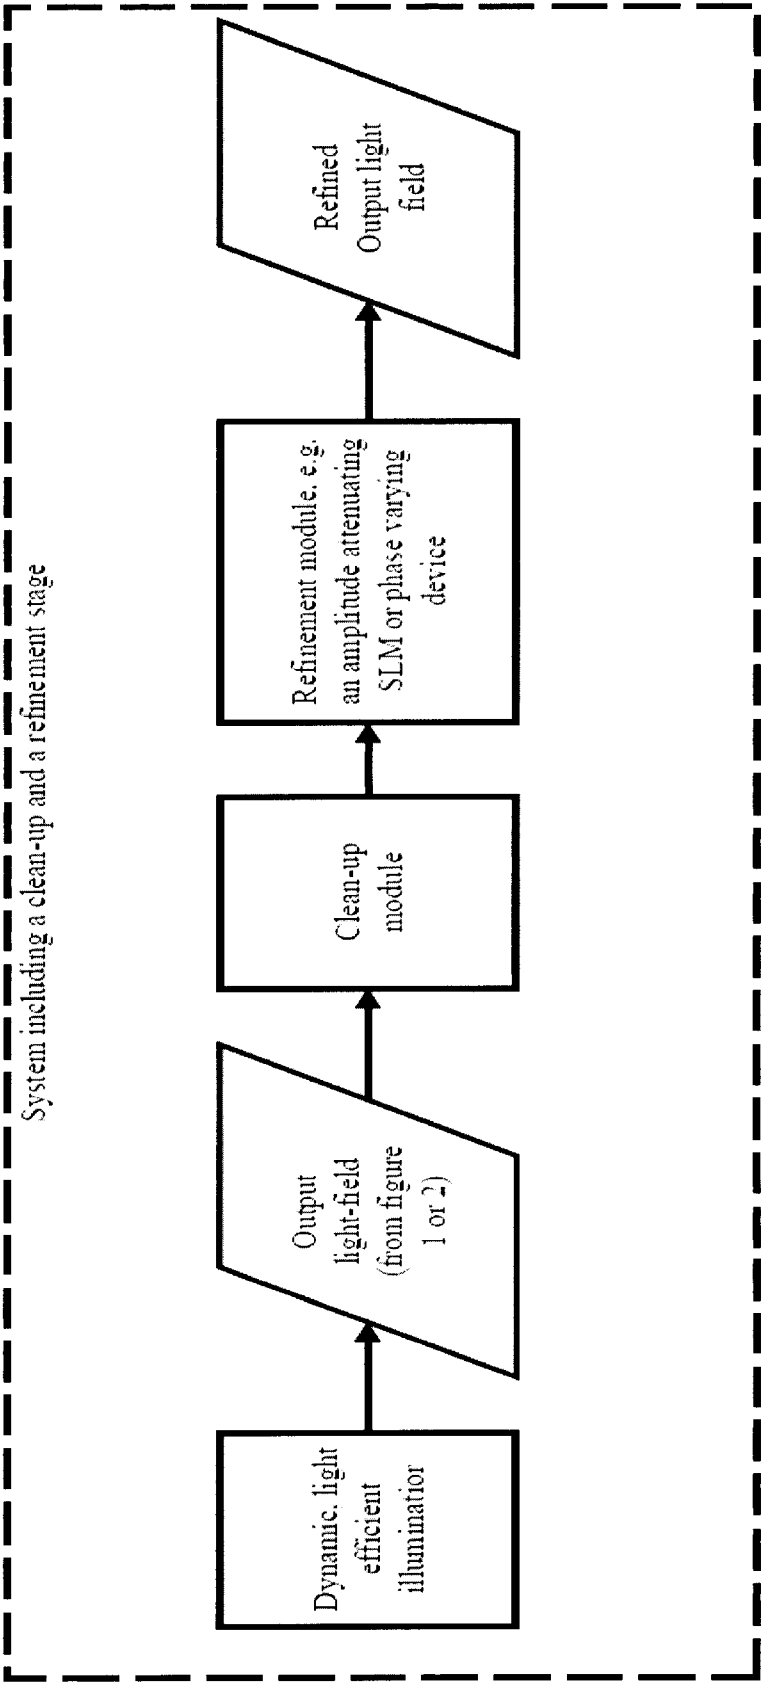 System including a clean-up and a refinement stage
Dynamic, light
efficient
illumination
Output
light-field
(from figure
1 or 2)
Clean-up
module
Refinement module, e.g.
an amplitude attenuating
SLM or phase varying
device
Refined
Output light
field